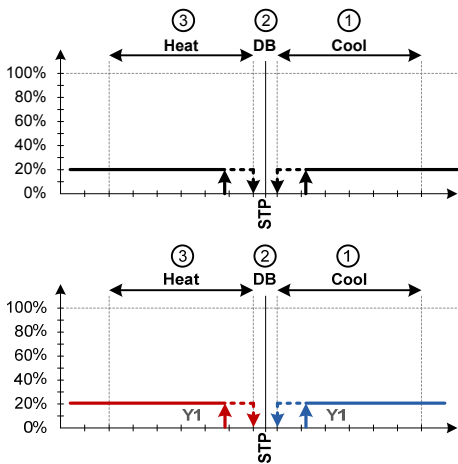 ③ ② ①
Heat DB Cool
100%
80%
60%
40%
20%
0%
STP
③ ② ①
Heat DB Cool
100%
80%
60%
40%
20%
0%
Y1 Y1
STP